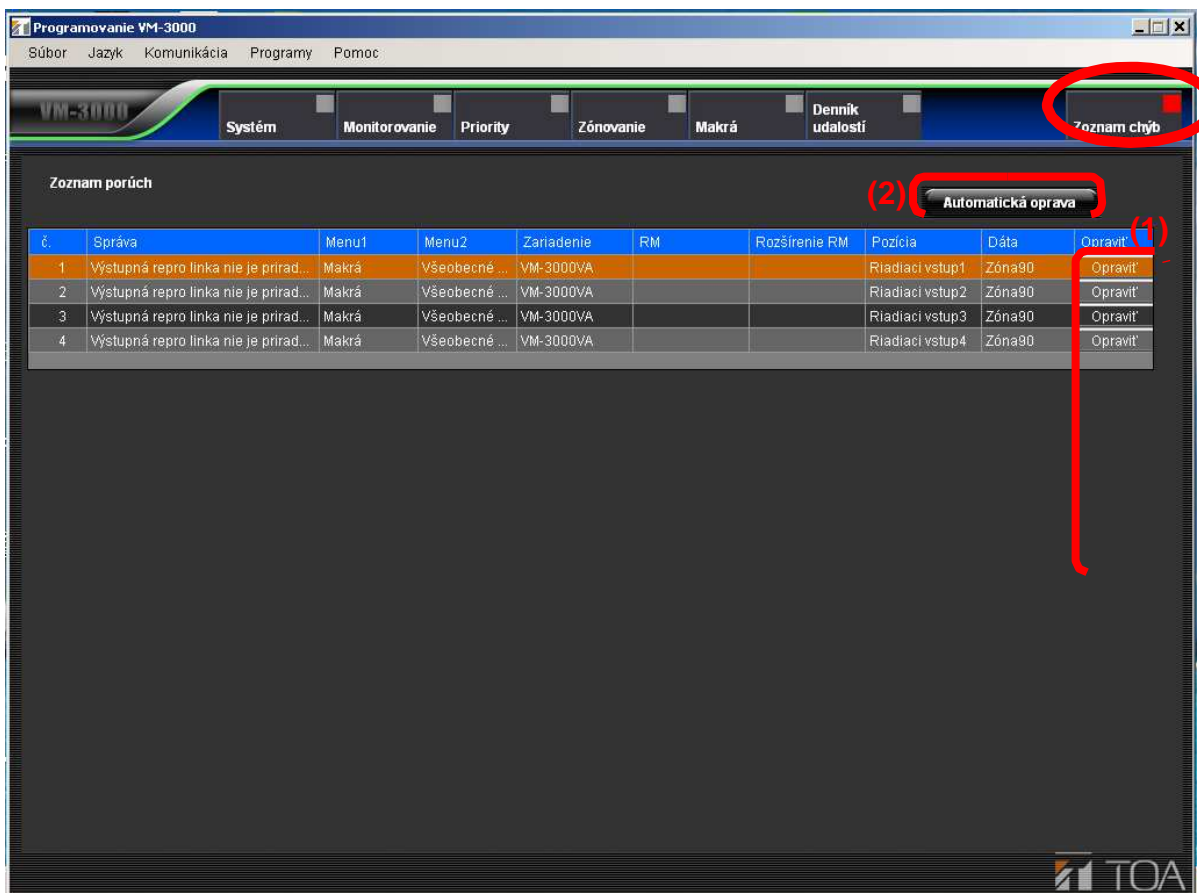 Programovanie VM-3000
Súbor Jazyk Komunikácia Programy Pomoc
VM-3000
Systém Monitorovanie Priority Zónovanie Makrá Denník udalostí Zoznam chýb
Zoznam porúch
(2) Automatická oprava
(1)
č. Správa Menu1 Menu2 Zariadenie RM Rozšírenie RM Pozícia Dáta Opraviť
1 Výstupná repro linka nie je prirad... Makrá Všeobecné ... VM-3000VA Riadiaci vstup1 Zóna90 Opraviť
2 Výstupná repro linka nie je prirad... Makrá Všeobecné ... VM-3000VA Riadiaci vstup2 Zóna90 Opraviť
3 Výstupná repro linka nie je prirad... Makrá Všeobecné ... VM-3000VA Riadiaci vstup3 Zóna90 Opraviť
4 Výstupná repro linka nie je prirad... Makrá Všeobecné ... VM-3000VA Riadiaci vstup4 Zóna90 Opraviť
TOA